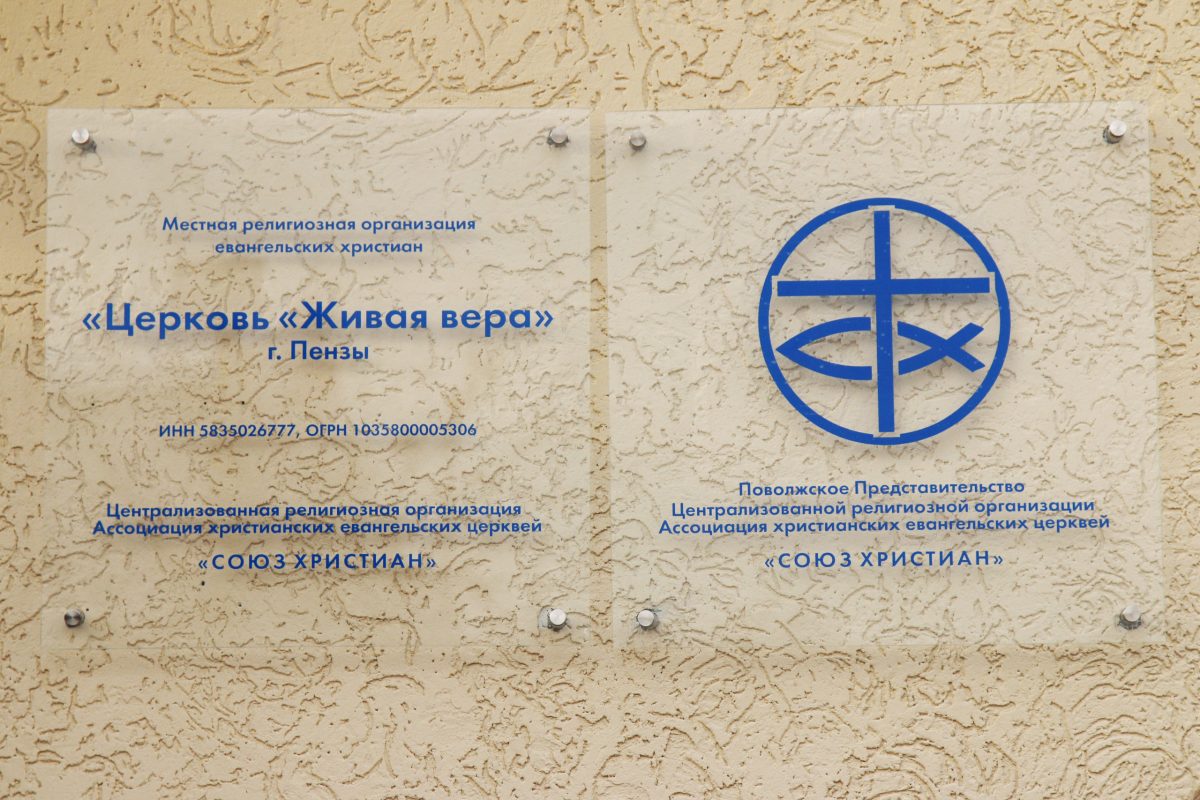 Местная религиозная организация
евангельских христиан
«Церковь «Живая вера»
г. Пензы
ИНН 5835026777, ОГРН 1035800005306
Централизованная религиозная организация
Ассоциация христианских евангельских церквей
«СОЮЗ ХРИСТИАН»
Поволжское Представительство
Централизованной религиозной организации
Ассоциация христианских евангельских церквей
«СОЮЗ ХРИСТИАН»